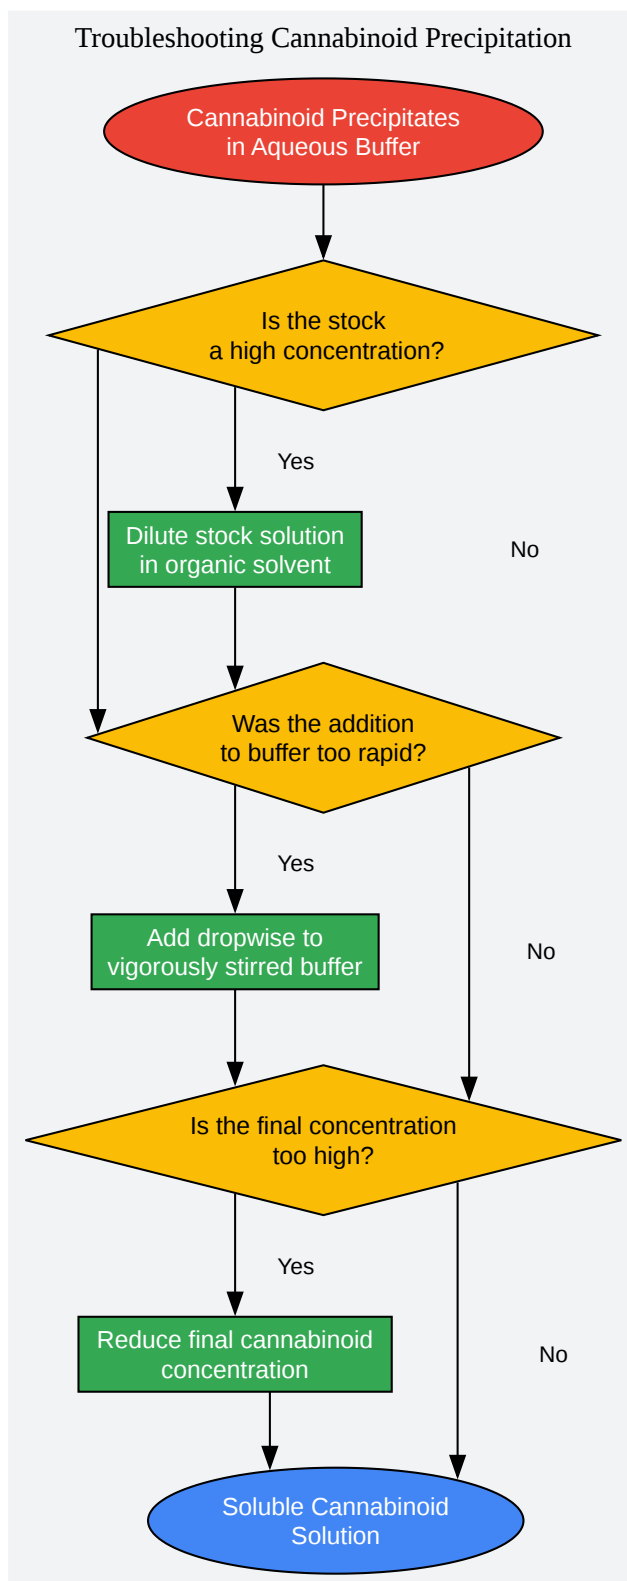 Troubleshooting Cannabinoid Precipitation
Cannabinoid Precipitates
in Aqueous Buffer
Is the stock
a high concentration?
Yes
Dilute stock solution
in organic solvent
No
Was the addition
to buffer too rapid?
Yes
Add dropwise to
vigorously stirred buffer
No
Is the final concentration
too high?
Yes
Reduce final cannabinoid
concentration
No
Soluble Cannabinoid
Solution